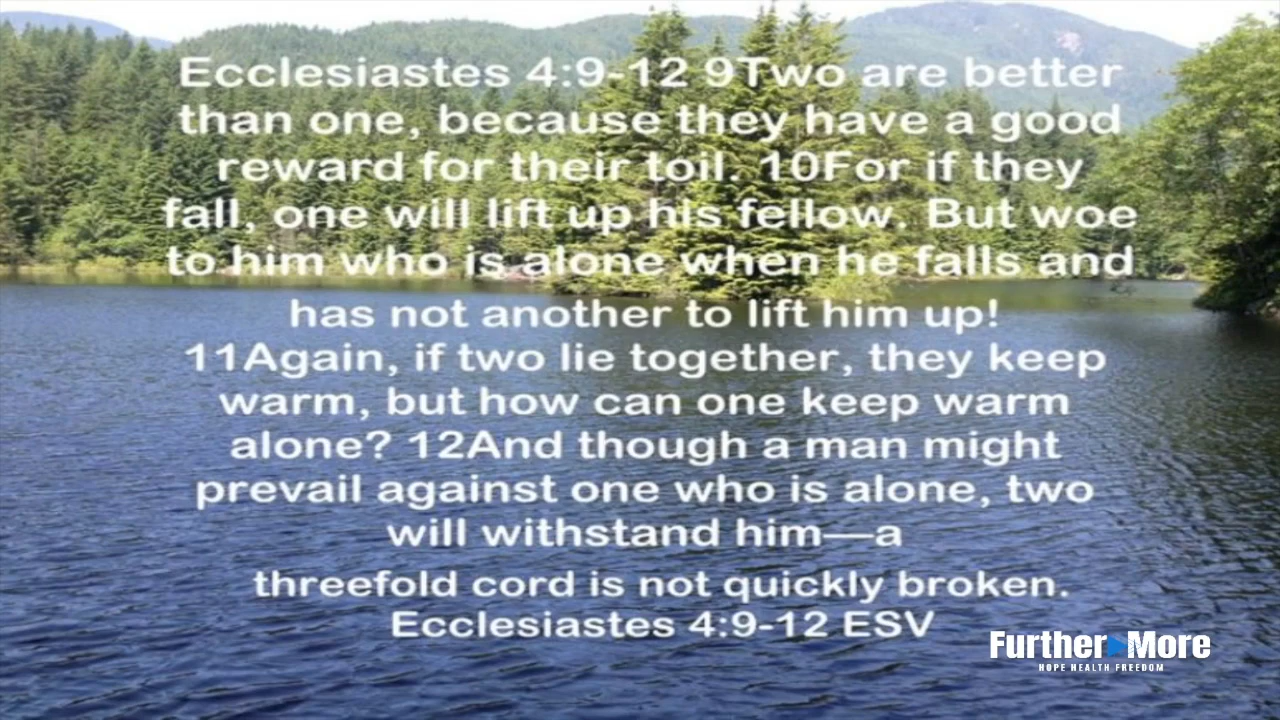 Ecclesiastes 4:9-12 9Two are better
than one, because they have a good
reward for their toil. 10For if they
fall, one will lift up his fellow. But woe
to him who is alone when he falls and
has not another to lift him up!
11Again, if two lie together, they keep
warm, but how can one keep warm
alone? 12And though a man might
prevail against one who is alone, two
will withstand him—a
threefold cord is not quickly broken.
Ecclesiastes 4:9-12 ESV
Further More
HOPE HEALTH FREEDOM